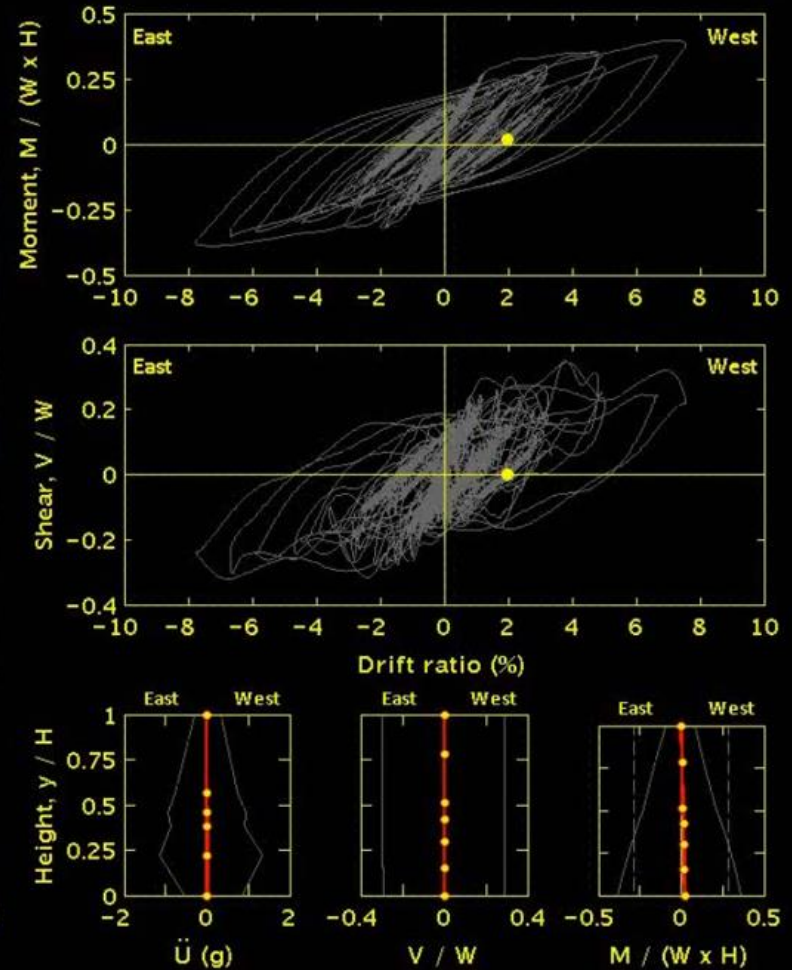 Moment, M / (W x H)
0.5
0.25
0
-0.25
-0.5
East
West
-10 -8 -6 -4 -2 0 2 4 6 8 10
Shear, V / W
0.4
0.2
0
-0.2
-0.4
East
West
-10 -8 -6 -4 -2 0 2 4 6 8 10
Drift ratio (%)
Height, y / H
1
0.75
0.5
0.25
0
East West
-2 0 2
Ü (g)
East West
-0.4 0 0.4
V / W
East West
-0.5 0 0.5
M / (W x H)